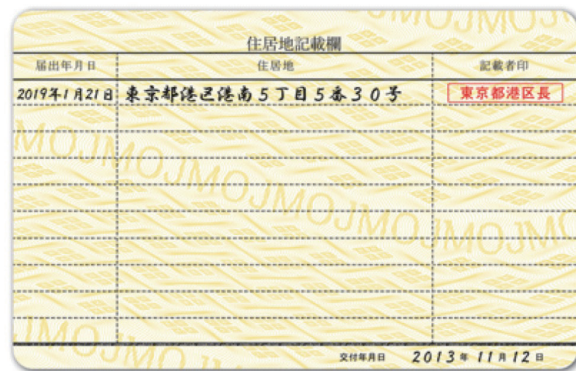 住居地記載欄
届出年月日 住居地 記載者印
2019年1月21日 東京都港区港南5丁目5番30号 東京都港区長
MOJMOJMOJMOJMO
交付年月日 2013年11月12日